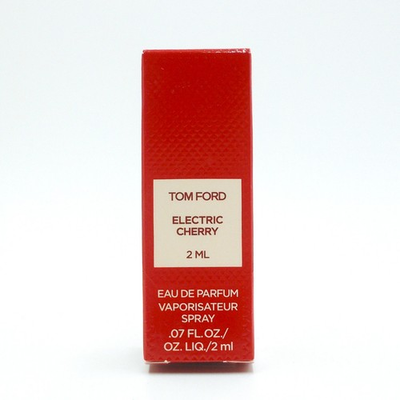 TOM FORD
ELECTRIC
CHERRY
2 ML
EAU DE PARFUM
VAPORISATEUR
SPRAY
.07 FL.OZ./
OZ. LIQ./2 ml